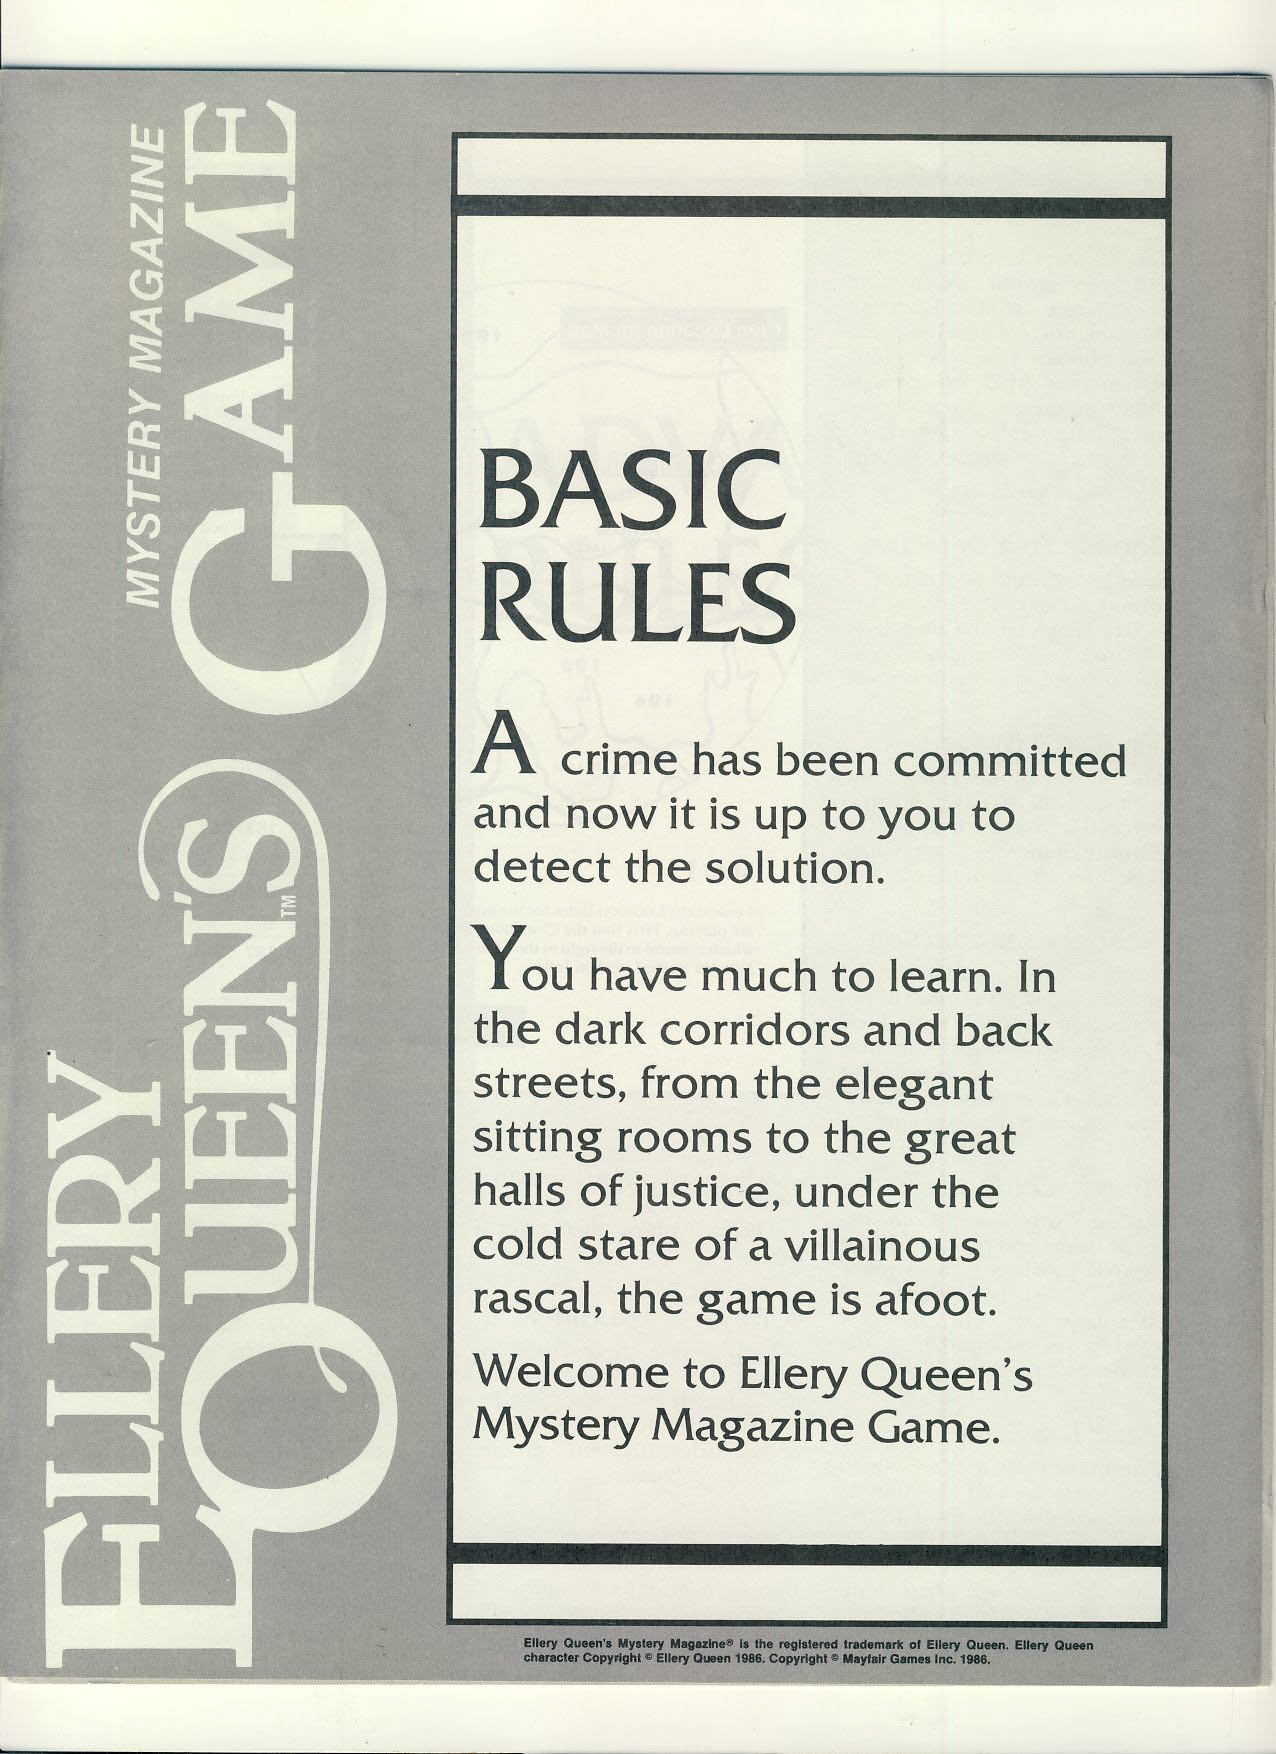 ELLERY
QUEEN'S™ GAME
MYSTERY MAGAZINE
BASIC
RULES
A crime has been committed
and now it is up to you to
detect the solution.
You have much to learn. In
the dark corridors and back
streets, from the elegant
sitting rooms to the great
halls of justice, under the
cold stare of a villainous
rascal, the game is afoot.
Welcome to Ellery Queen's
Mystery Magazine Game.
Ellery Queen's Mystery Magazine® is the registered trademark of Ellery Queen. Ellery Queen
character Copyright © Ellery Queen 1986. Copyright © Mayfair Games Inc. 1986.